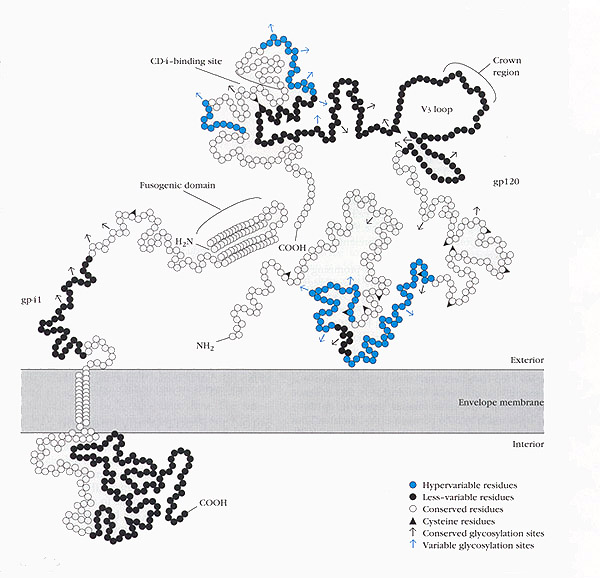 CD4-binding site
Crown
region
V3 loop
gp120
Fusogenic domain
H2N
COOH
gp41
NH2
Exterior
Envelope membrane
Interior
COOH
Hypervariable residues
Less-variable residues
Conserved residues
Cysteine residues
Conserved glycosylation sites
Variable glycosylation sites